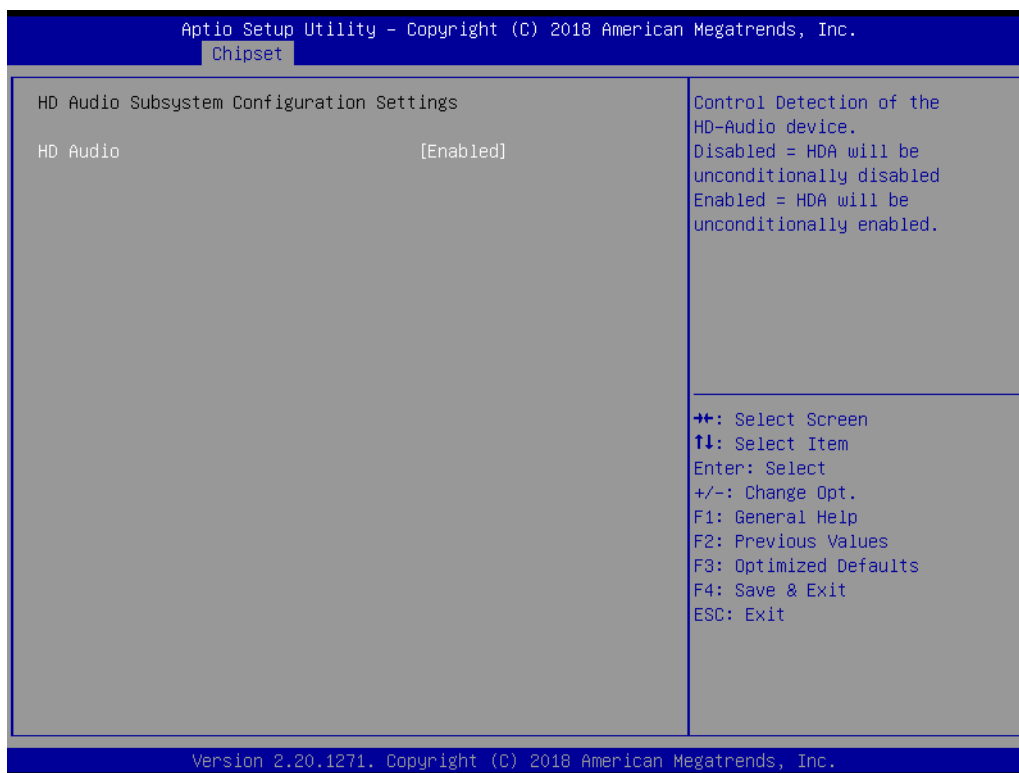 Aptio Setup Utility – Copyright (C) 2018 American Megatrends, Inc.
Chipset
HD Audio Subsystem Configuration Settings
HD Audio [Enabled]
Control Detection of the
HD-Audio device.
Disabled = HDA will be
unconditionally disabled
Enabled = HDA will be
unconditionally enabled.
→←: Select Screen
↑↓: Select Item
Enter: Select
+/-: Change Opt.
F1: General Help
F2: Previous Values
F3: Optimized Defaults
F4: Save & Exit
ESC: Exit
Version 2.20.1271. Copyright (C) 2018 American Megatrends, Inc.